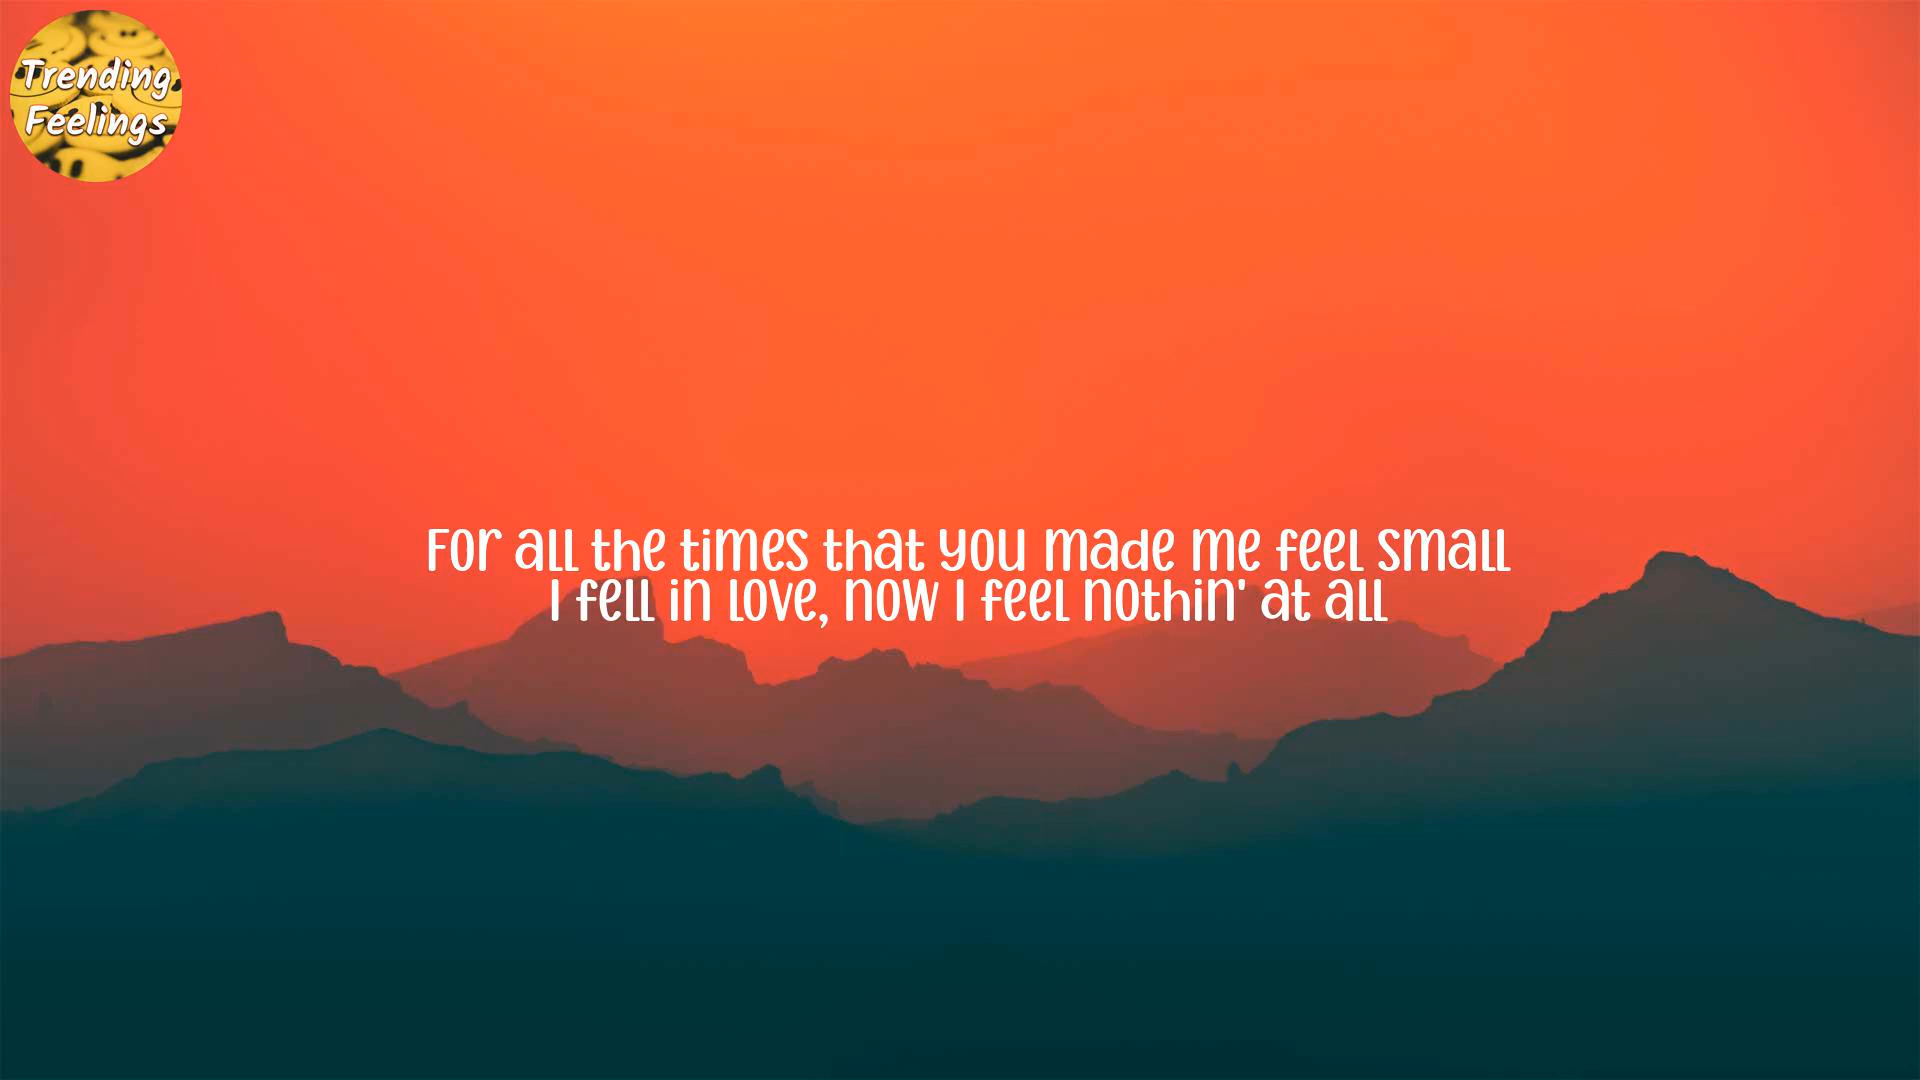 Trending
Feelings
For all the times that you made me feel small
I fell in love, now I feel nothin' at all